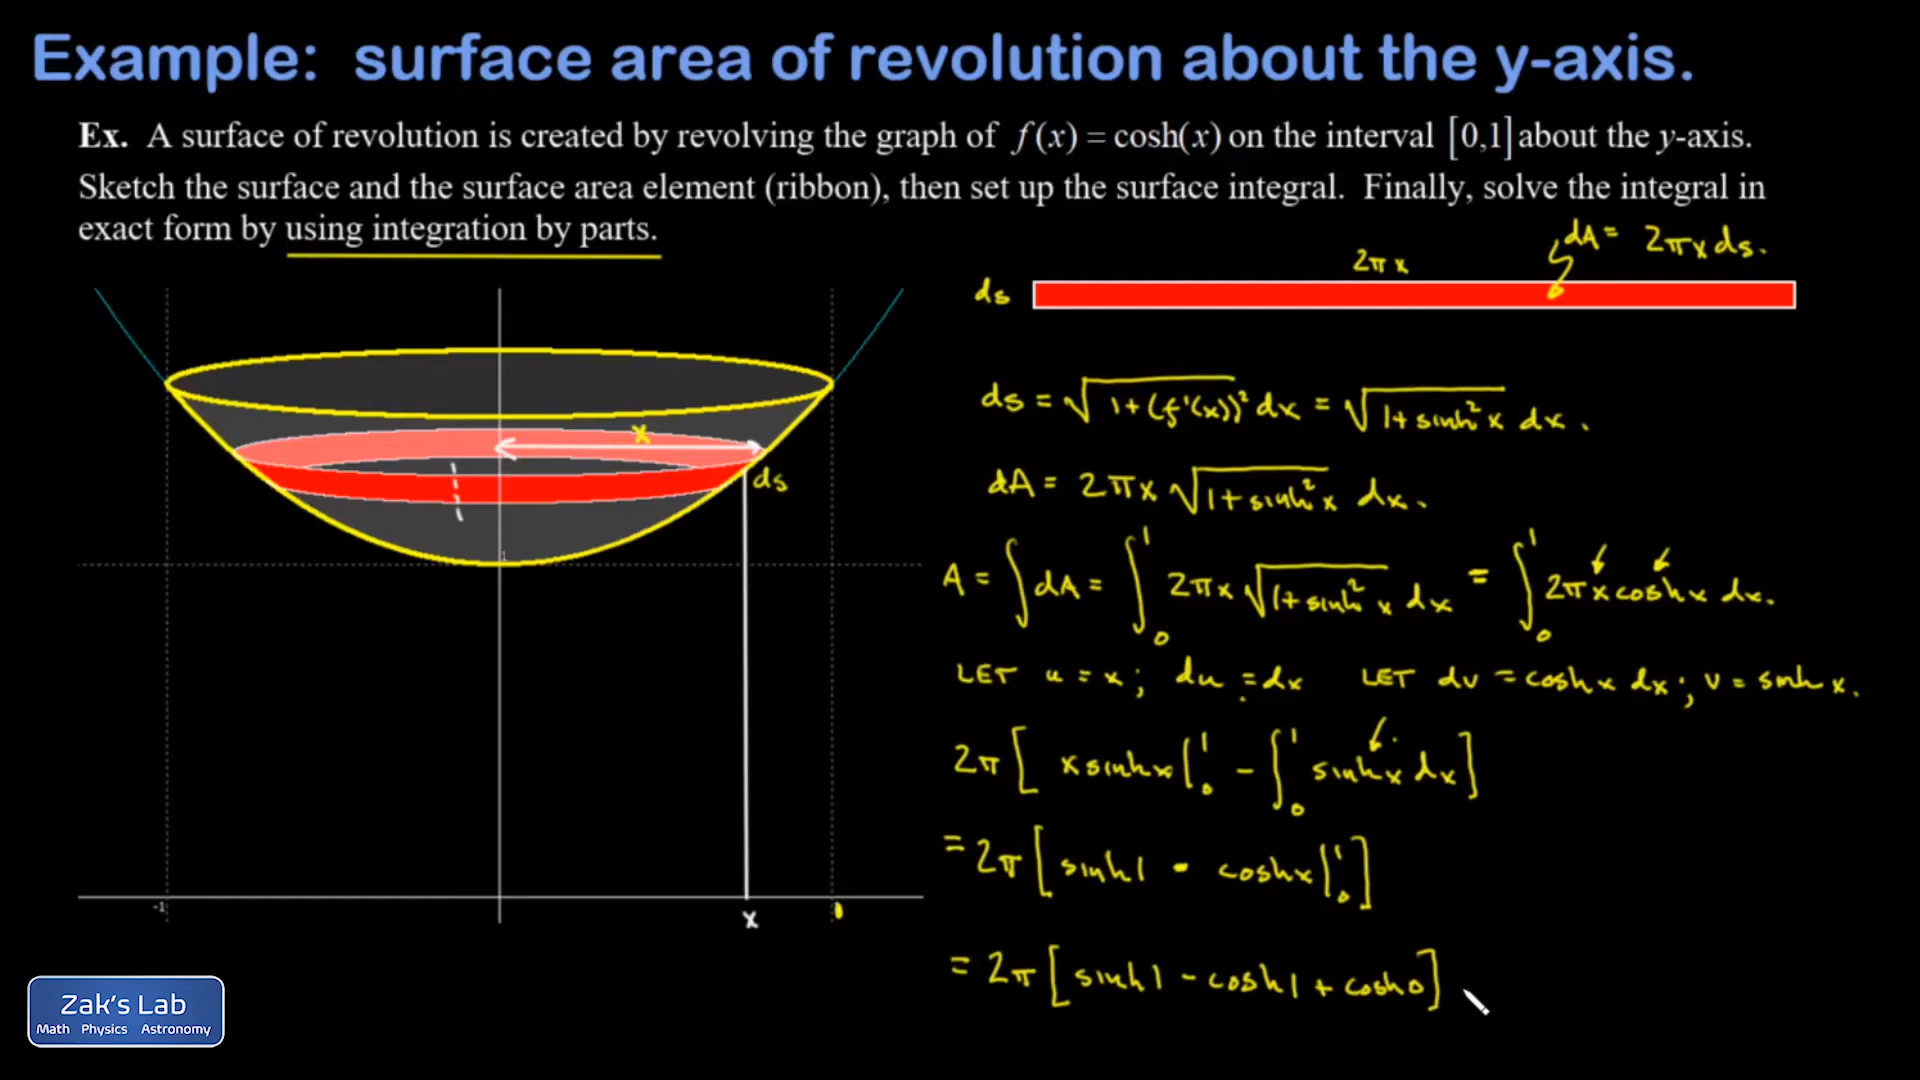 Example: surface area of revolution about the y-axis.
Ex. A surface of revolution is created by revolving the graph of f(x) = cosh(x) on the interval [0,1] about the y-axis.
Sketch the surface and the surface area element (ribbon), then set up the surface integral. Finally, solve the integral in
exact form by using integration by parts.
dA = 2πx ds.
2πx
ds
x
ds
1
-1
x
1
ds = √(1+(f'(x))² dx = √(1+sinh²x) dx.
dA = 2πx √(1+sinh²x) dx.
A = ∫dA = ∫₀¹ 2πx √(1+sinh²x) dx = ∫₀¹ 2πx cosh x dx.
LET u = x; du = dx LET dv = cosh x dx; v = sinh x.
2π[ x sinh x |₀¹ - ∫₀¹ sinh x dx ]
= 2π[ sinh 1 - cosh x |₀¹ ]
= 2π[ sinh 1 - cosh 1 + cosh 0 ]
Zak's Lab
Math Physics Astronomy